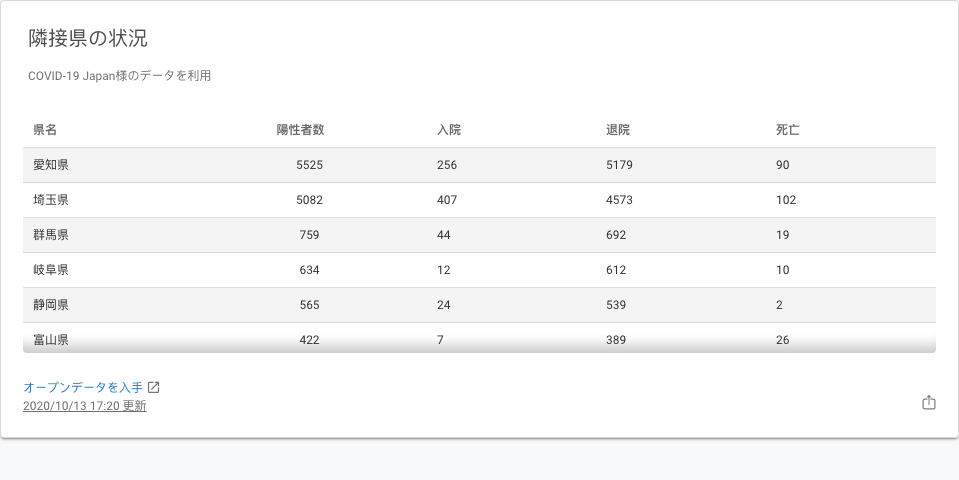 隣接県の状況
COVID-19 Japan様のデータを利用
県名 陽性者数 入院 退院 死亡
愛知県 5525 256 5179 90
埼玉県 5082 407 4573 102
群馬県 759 44 692 19
岐阜県 634 12 612 10
静岡県 565 24 539 2
富山県 422 7 389 26
オープンデータを入手
2020/10/13 17:20 更新